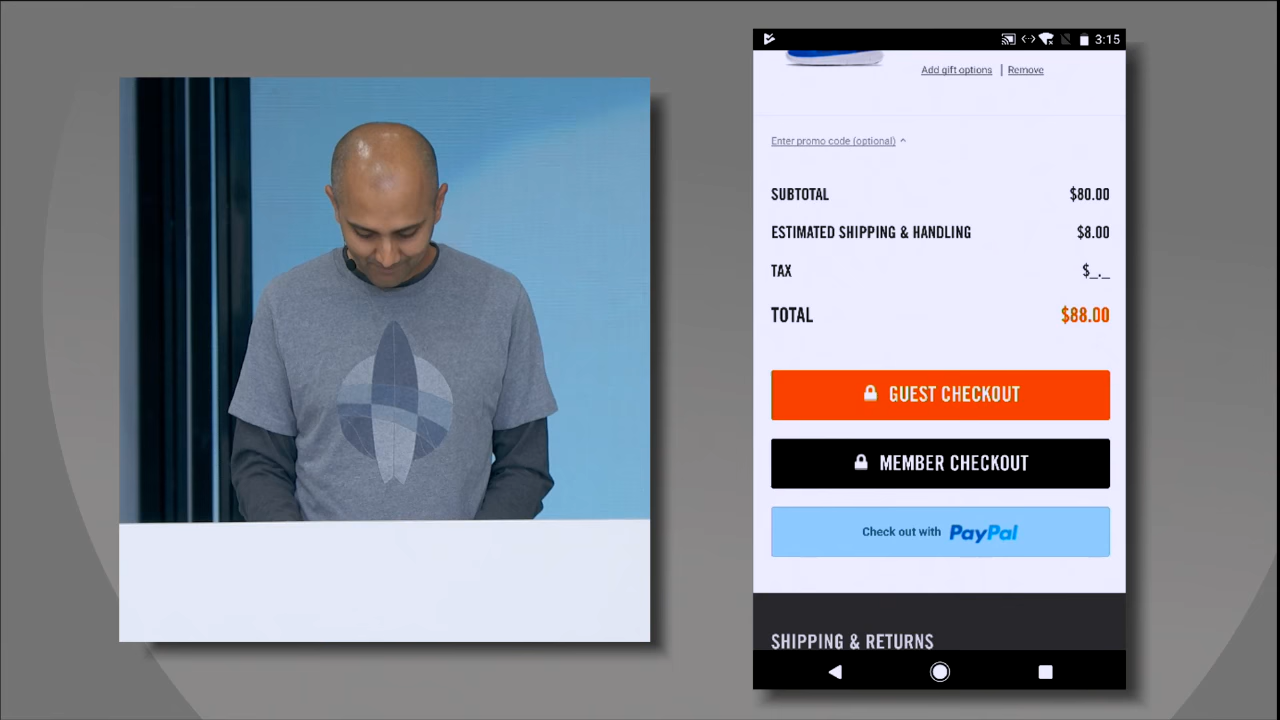 3:15
Add gift options | Remove
Enter promo code (optional)
SUBTOTAL $80.00
ESTIMATED SHIPPING & HANDLING $8.00
TAX $_._
TOTAL $88.00
GUEST CHECKOUT
MEMBER CHECKOUT
Check out with PayPal
SHIPPING & RETURNS